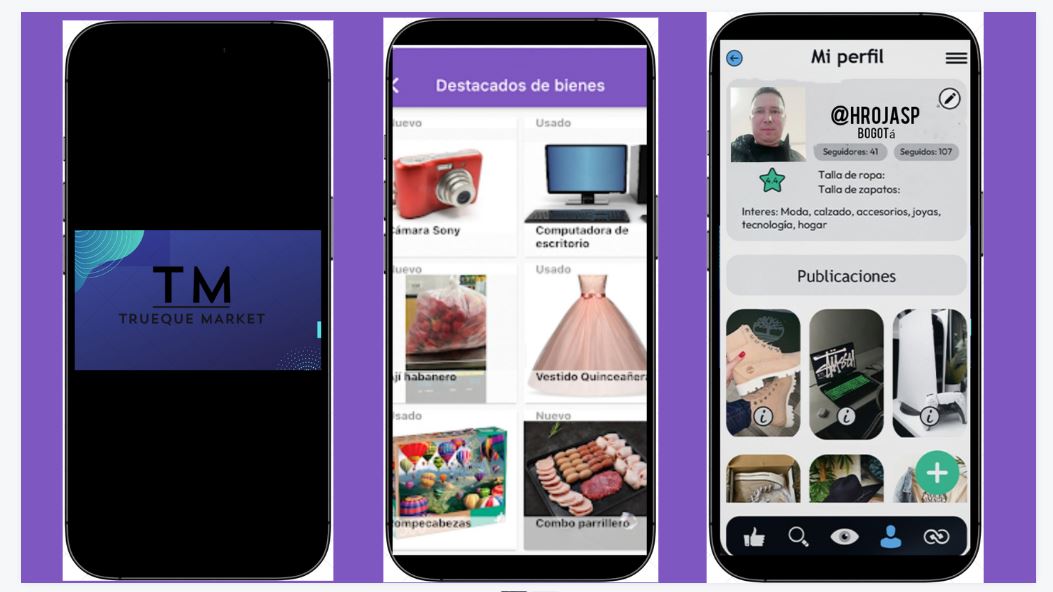 TM
TRUEQUE MARKET
Destacados de bienes
Nuevo
Usado
Cámara Sony
Computadora de
escritorio
Nuevo
Usado
Ají habanero
Vestido Quinceañera
Usado
Nuevo
Rompecabezas
Combo parrillero
Mi perfil
@HROJASP
BOGOTá
Seguidores: 41
Seguidos: 107
4.4
Talla de ropa:
Talla de zapatos:
Interes: Moda, calzado, accesorios, joyas,
tecnología, hogar
Publicaciones